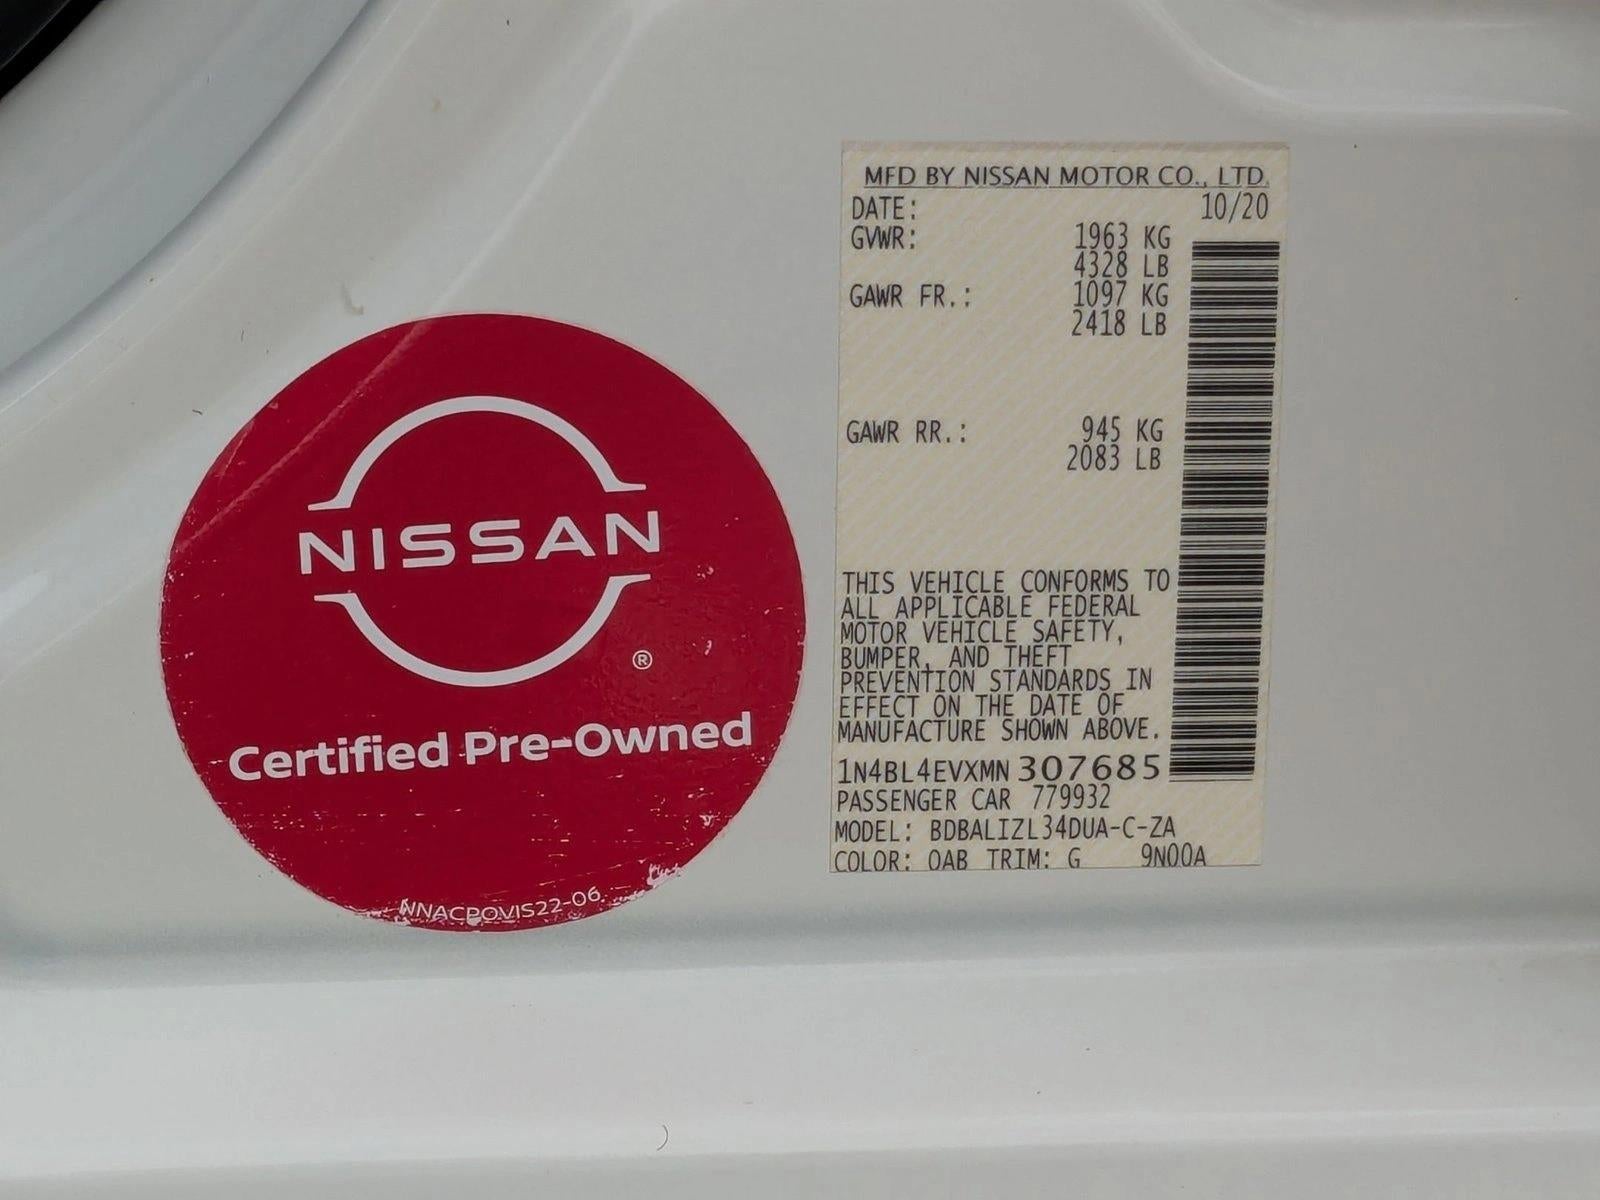 NISSAN
®
Certified Pre-Owned
NNACPOVIS22-06
MFD BY NISSAN MOTOR CO., LTD.
DATE: 10/20
GVWR: 1963 KG
4328 LB
GAWR FR.: 1097 KG
2418 LB
GAWR RR.: 945 KG
2083 LB
THIS VEHICLE CONFORMS TO
ALL APPLICABLE FEDERAL
MOTOR VEHICLE SAFETY,
BUMPER, AND THEFT
PREVENTION STANDARDS IN
EFFECT ON THE DATE OF
MANUFACTURE SHOWN ABOVE.
1N4BL4EVXMN 307685
PASSENGER CAR 779932
MODEL: BDBALIZL34DUA-C-ZA
COLOR: QAB TRIM: G 9N00A